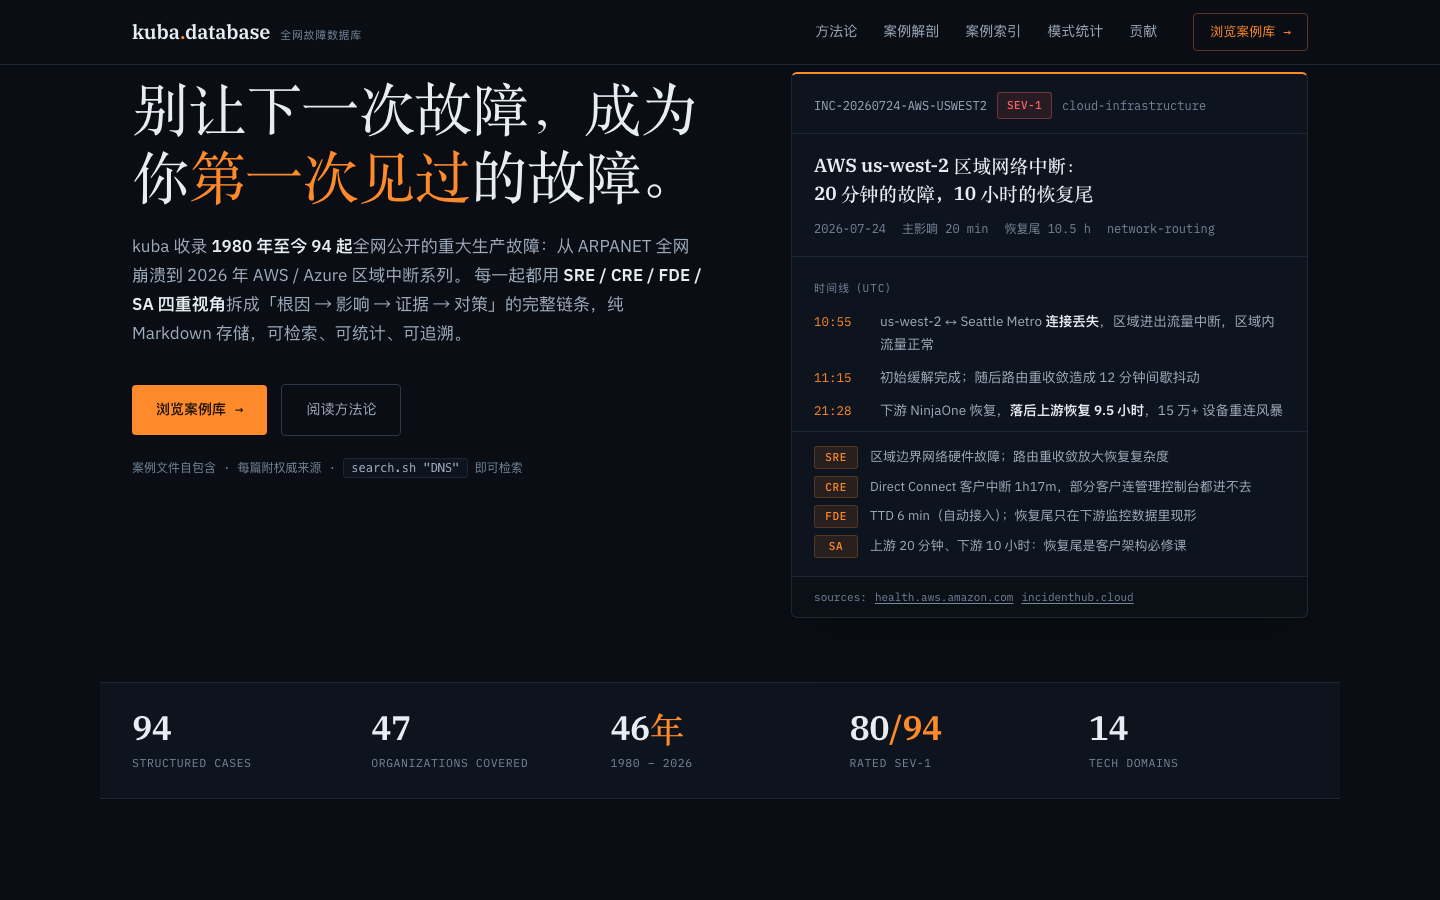 kuba.database 全网故障数据库
方法论 案例解剖 案例索引 模式统计 贡献 浏览案例库 →
别让下一次故障，成为
你第一次见过的故障。
kuba 收录 1980 年至今 94 起全网公开的重大生产故障：从 ARPANET 全网
崩溃到 2026 年 AWS / Azure 区域中断系列。 每一起都用 SRE / CRE / FDE /
SA 四重视角拆成「根因 → 影响 → 证据 → 对策」的完整链条，纯
Markdown 存储，可检索、可统计、可追溯。
浏览案例库 → 阅读方法论
案例文件自包含 · 每篇附权威来源 · search.sh "DNS" 即可检索
INC-20260724-AWS-USWEST2 SEV-1 cloud-infrastructure
AWS us-west-2 区域网络中断：
20 分钟的故障，10 小时的恢复尾
2026-07-24 主影响 20 min 恢复尾 10.5 h network-routing
时间线 (UTC)
10:55 us-west-2 ↔ Seattle Metro 连接丢失，区域进出流量中断，区域内
流量正常
11:15 初始缓解完成；随后路由重收敛造成 12 分钟间歇抖动
21:28 下游 NinjaOne 恢复，落后上游恢复 9.5 小时，15 万+ 设备重连风暴
SRE 区域边界网络硬件故障；路由重收敛放大恢复复杂度
CRE Direct Connect 客户中断 1h17m，部分客户连管理控制台都进不去
FDE TTD 6 min（自动接入）；恢复尾只在下游监控数据里现形
SA 上游 20 分钟、下游 10 小时：恢复尾是客户架构必修课
sources: health.aws.amazon.com incidenthub.cloud
94 47 46年 80/94 14
STRUCTURED CASES ORGANIZATIONS COVERED 1980 – 2026 RATED SEV-1 TECH DOMAINS